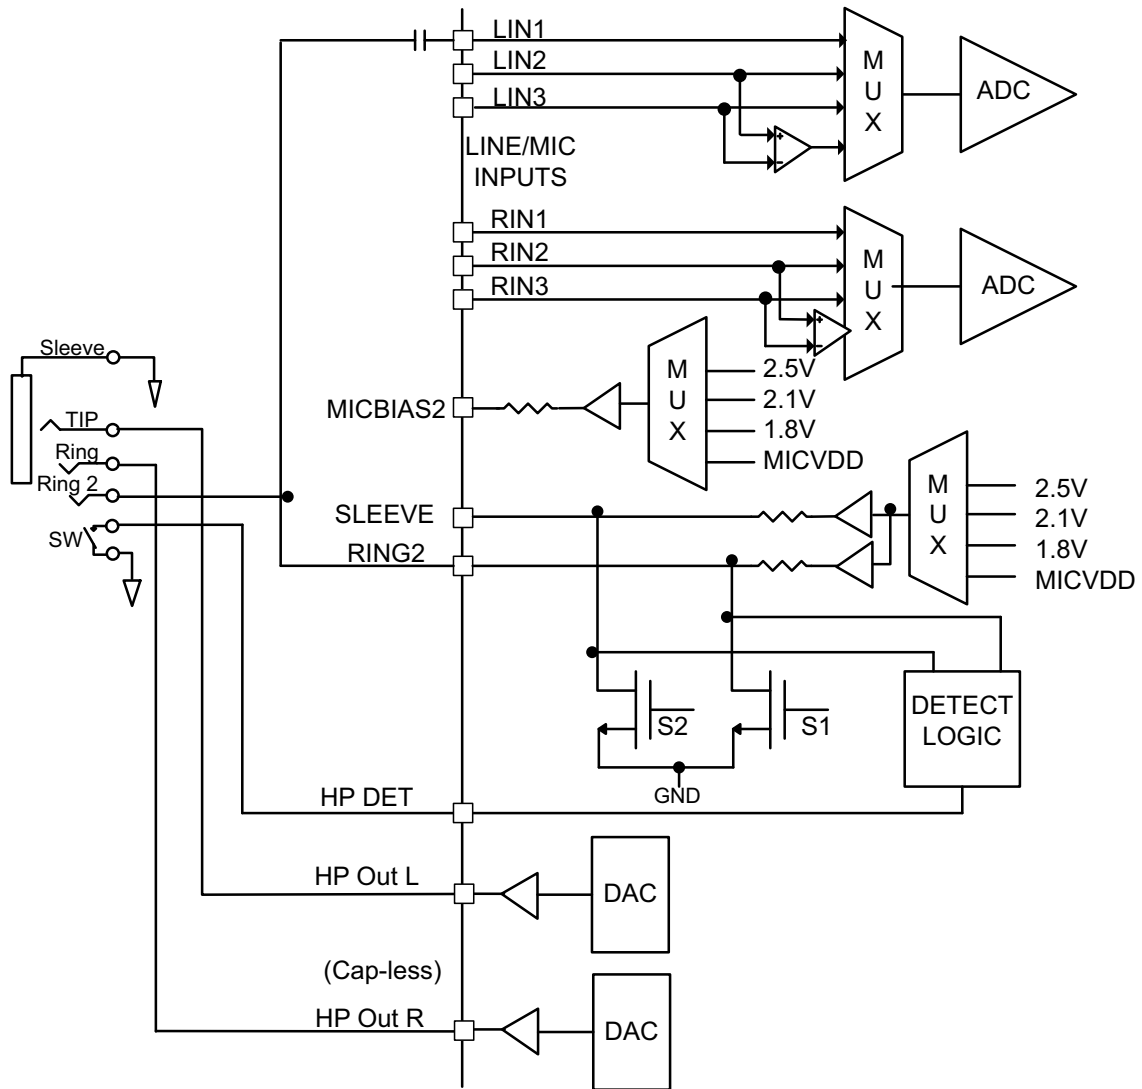 LIN1
LIN2
LIN3
LINE/MIC
INPUTS
M
U
X
ADC
RIN1
RIN2
RIN3
M
U
X
ADC
Sleeve
TIP
Ring
Ring 2
SW
MICBIAS2
M
U
X
2.5V
2.1V
1.8V
MICVDD
SLEEVE
RING2
M
U
X
2.5V
2.1V
1.8V
MICVDD
S2
S1
DETECT
LOGIC
GND
HP DET
HP Out L
DAC
(Cap-less)
HP Out R
DAC